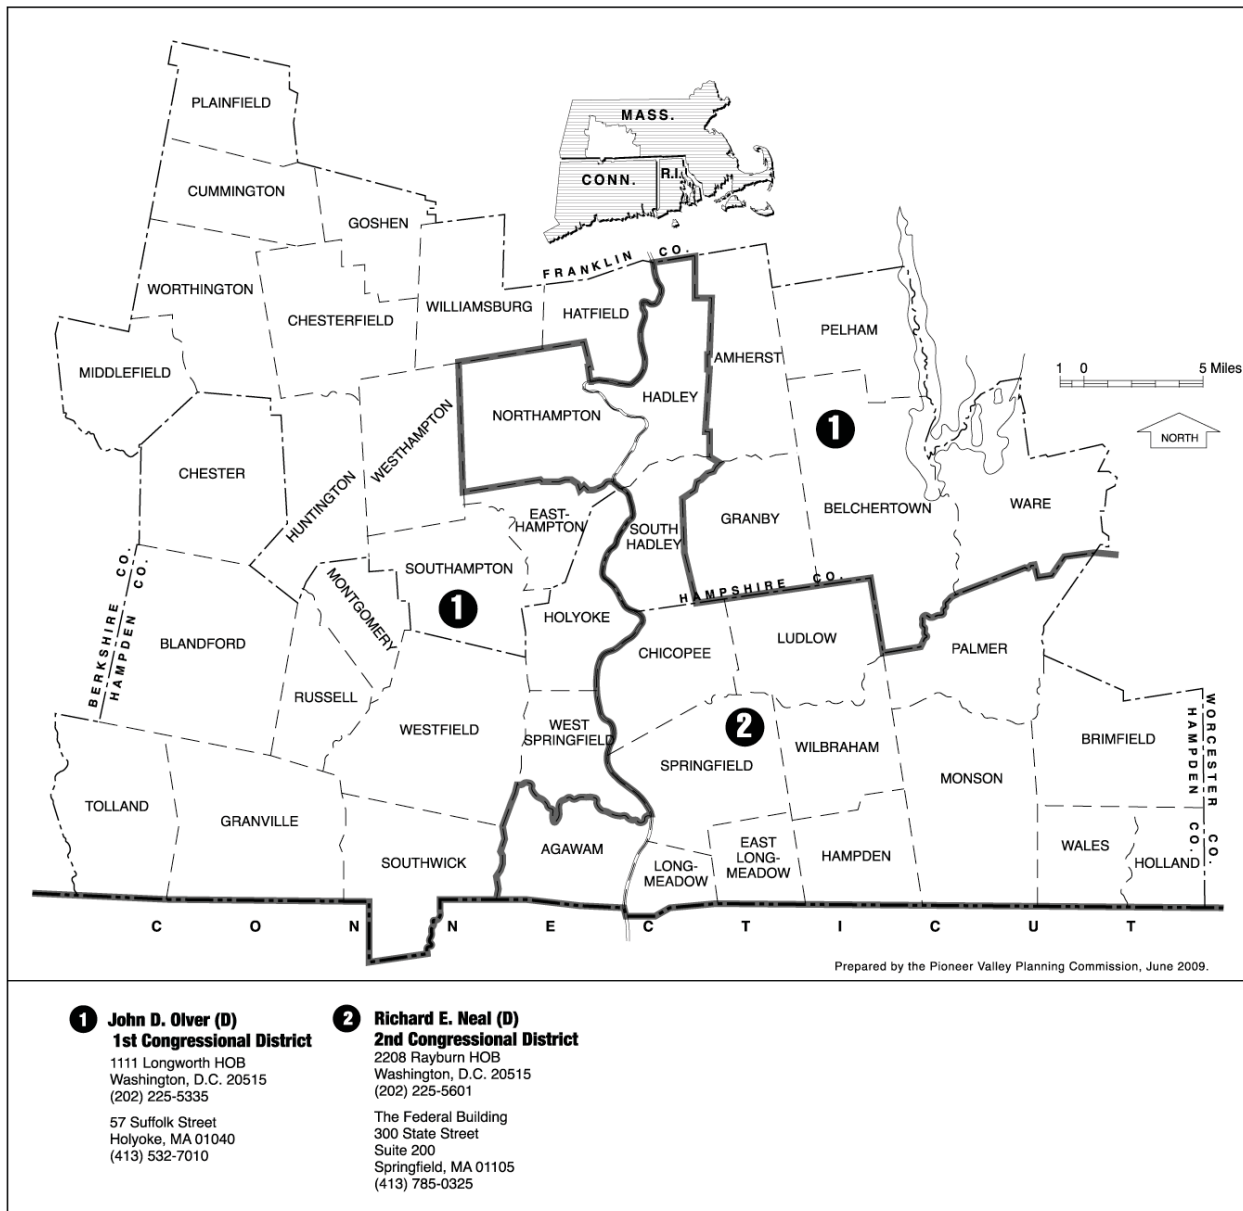 PLAINFIELD
MASS.
CONN.
R.I.
CUMMINGTON
GOSHEN
FRANKLIN CO.
WORTHINGTON
CHESTERFIELD
WILLIAMSBURG
HATFIELD
PELHAM
AMHERST
MIDDLEFIELD
1 0 5 Miles
HADLEY
NORTHAMPTON
1
NORTH
WESTHAMPTON
CHESTER
HUNTINGTON
EAST-
HAMPTON
SOUTH
HADLEY
GRANBY
BELCHERTOWN
WARE
BERKSHIRE CO.
HAMPDEN CO.
MONTGOMERY
SOUTHAMPTON
1
HOLYOKE
HAMPSHIRE CO.
BLANDFORD
CHICOPEE
LUDLOW
PALMER
RUSSELL
WESTFIELD
WEST
SPRINGFIELD
2
SPRINGFIELD
WILBRAHAM
MONSON
BRIMFIELD
WORCESTER CO.
HAMPDEN CO.
TOLLAND
GRANVILLE
SOUTHWICK
AGAWAM
LONG-
MEADOW
EAST
LONG-
MEADOW
HAMPDEN
WALES
HOLLAND
CONNECTICUT
Prepared by the Pioneer Valley Planning Commission, June 2009.
1 John D. Olver (D)
1st Congressional District
1111 Longworth HOB
Washington, D.C. 20515
(202) 225-5335
57 Suffolk Street
Holyoke, MA 01040
(413) 532-7010
2 Richard E. Neal (D)
2nd Congressional District
2208 Rayburn HOB
Washington, D.C. 20515
(202) 225-5601
The Federal Building
300 State Street
Suite 200
Springfield, MA 01105
(413) 785-0325